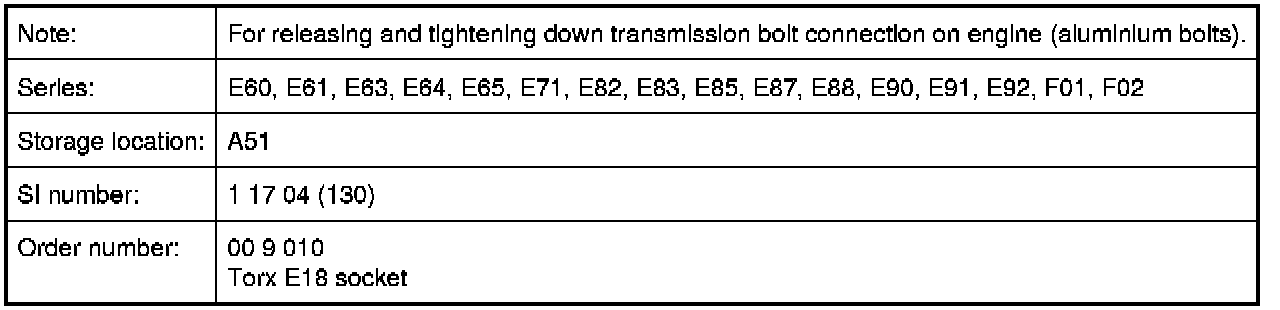 Note: For releasing and tightening down transmission bolt connection on engine (aluminium bolts).
Series: E60, E61, E63, E64, E65, E71, E82, E83, E85, E87, E88, E90, E91, E92, F01, F02
Storage location: A51
SI number: 1 17 04 (130)
Order number: 00 9 010
Torx E18 socket